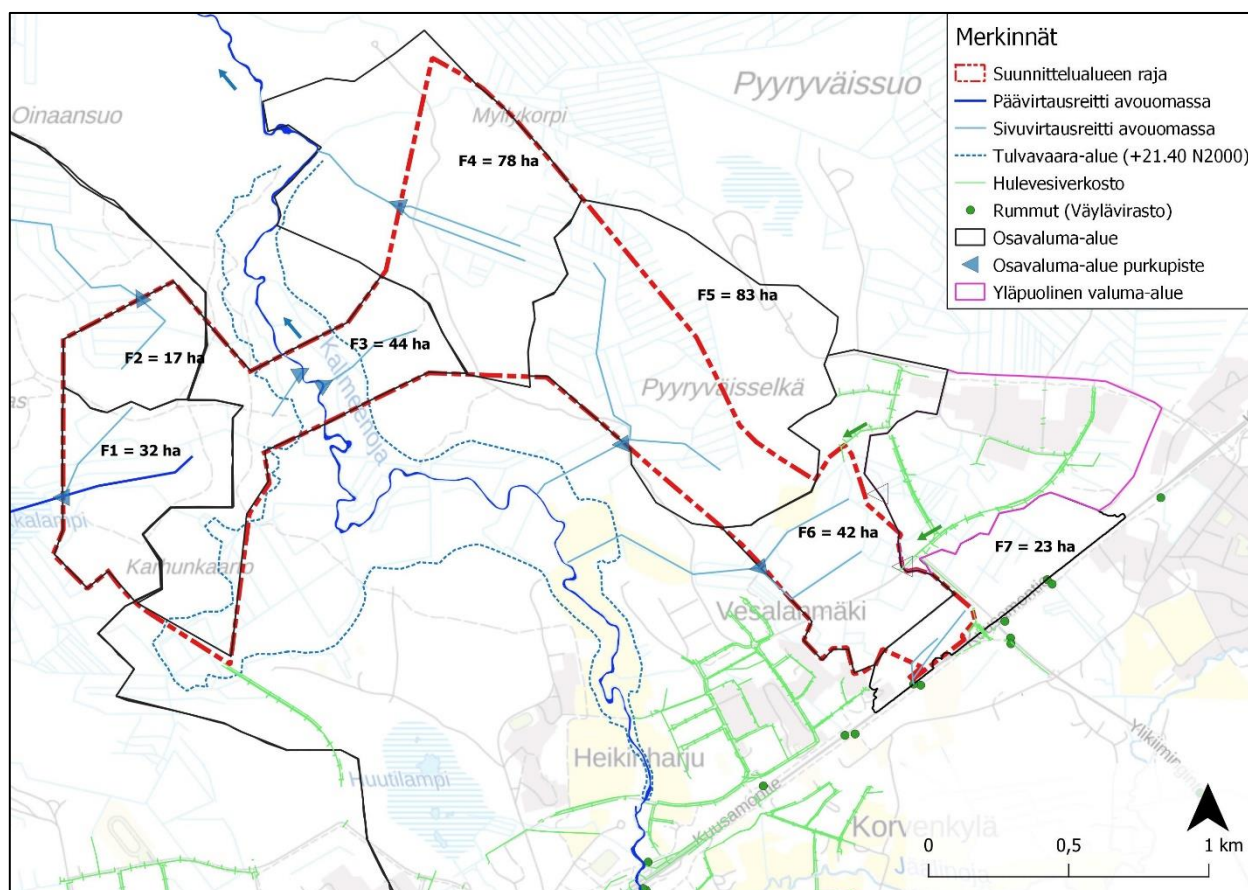 Merkinnät
Suunnittelualueen raja
Päävirtausreitti avouomassa
Sivuvirtausreitti avouomassa
Tulvavaara-alue (+21.40 N2000)
Hulevesiverkosto
Rummut (Väylävirasto)
Osavaluma-alue
Osavaluma-alue purkupiste
Yläpuolinen valuma-alue
Pyyryväissuo
Oinaansuo
Myllykorpi
F4 = 78 ha
F5 = 83 ha
F3 = 44 ha
F2 = 17 ha
Kalimeenoja
Pyyryväisselkä
F1 = 32 ha
F6 = 42 ha
F7 = 23 ha
Karhunkaarto
Vesalanmäki
Heikinharju
Huutilampi
Kuusamontie
Korvenkylä
0
0,5
1 km